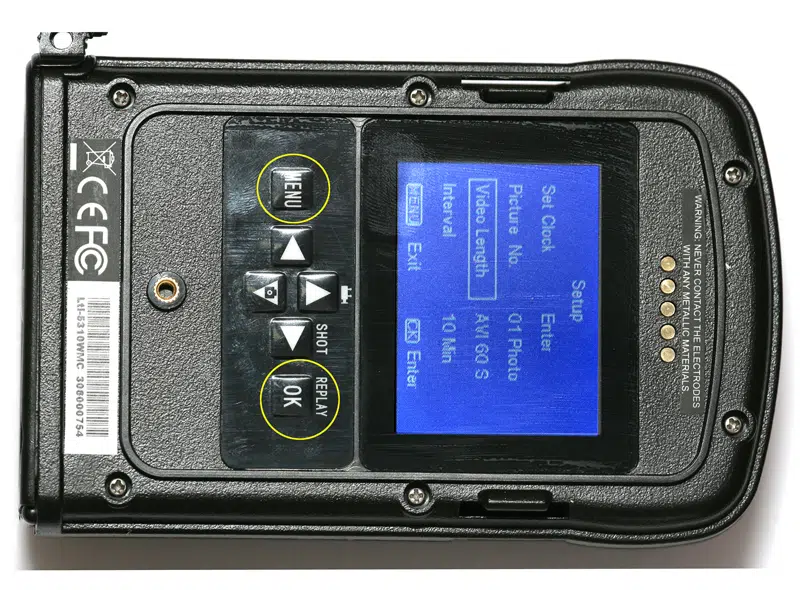 WARNING: NEVER CONTACT THE ELECTRODES
WITH ANY METALLIC MATERIALS
Setup
Set Clock Enter
Picture No. 01 Photo
Video Length AVI 60 S
Interval 10 Min
MENU Exit OK Enter
SHOT
REPLAY
MENU
OK
CE FC
Ltl-5310WMC 308000754